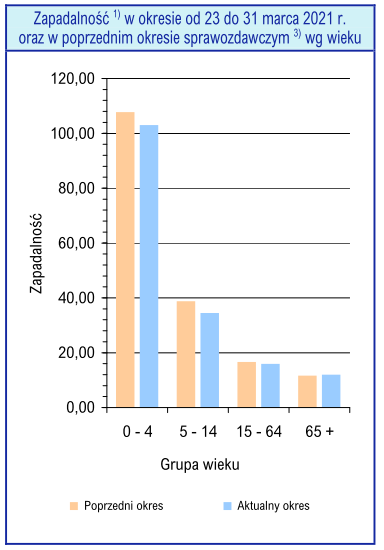 Zapadalność 1) w okresie od 23 do 31 marca 2021 r.
oraz w poprzednim okresie sprawozdawczym 3) wg wieku
120,00
100,00
80,00
60,00
40,00
20,00
0,00
Zapadalność
0 - 4 5 - 14 15 - 64 65 +
Grupa wieku
Poprzedni okres Aktualny okres